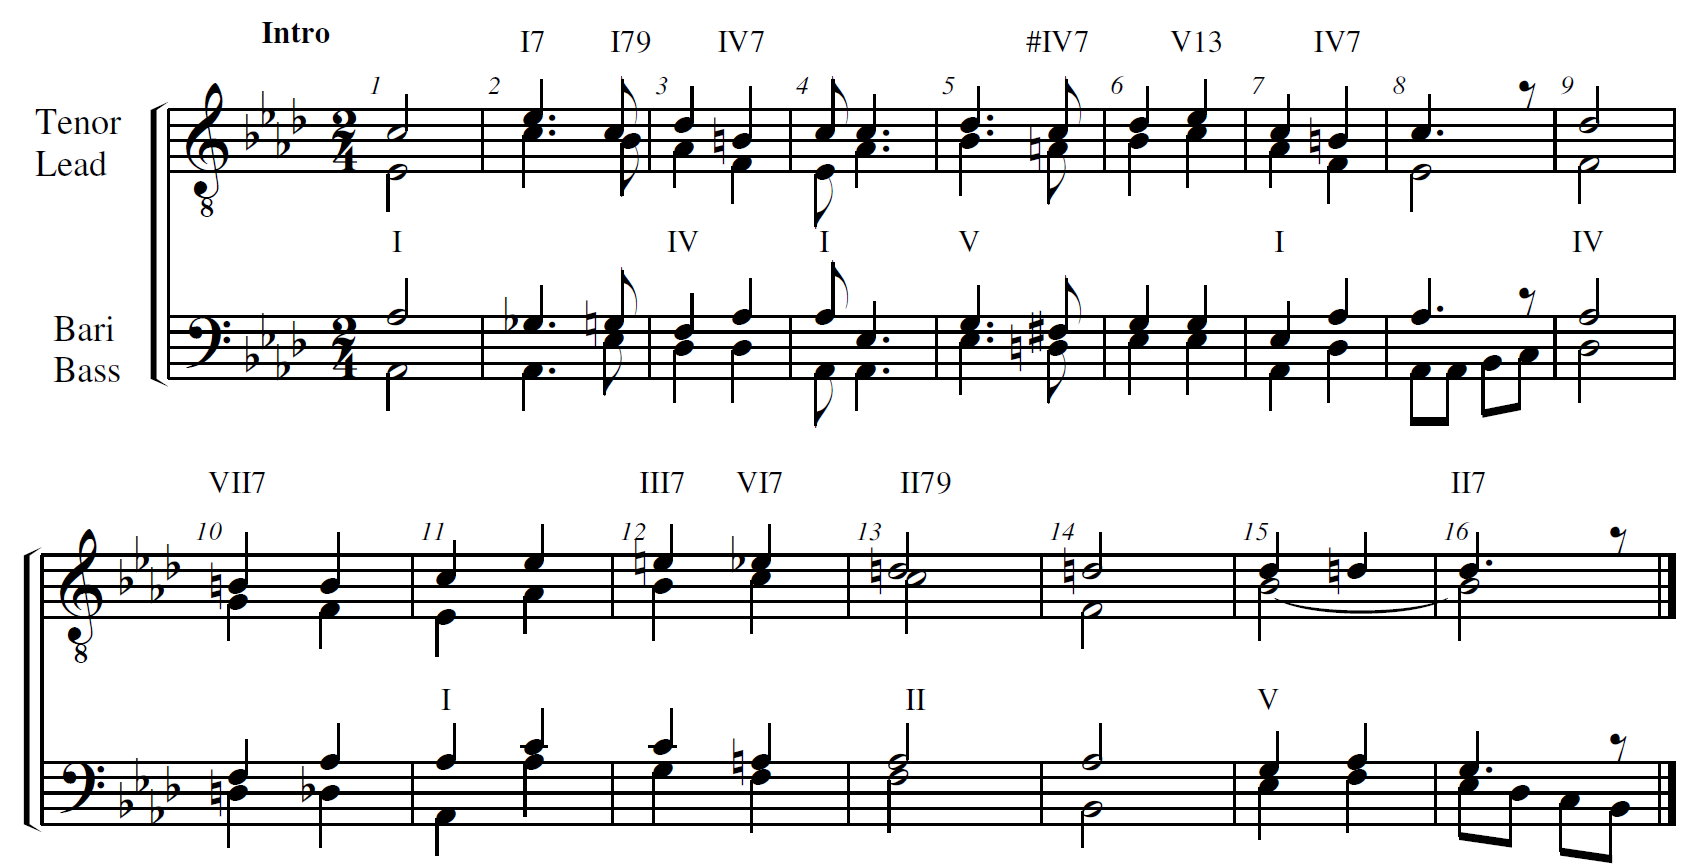 Intro
I7 I79 IV7 #IV7 V13 IV7
1 2 3 4 5 6 7 8 9
Tenor
Lead
2
4
8
I IV I V I IV
Bari
Bass
2
4
VII7 III7 VI7 II79 II7
10 11 12 13 14 15 16
8
I II V